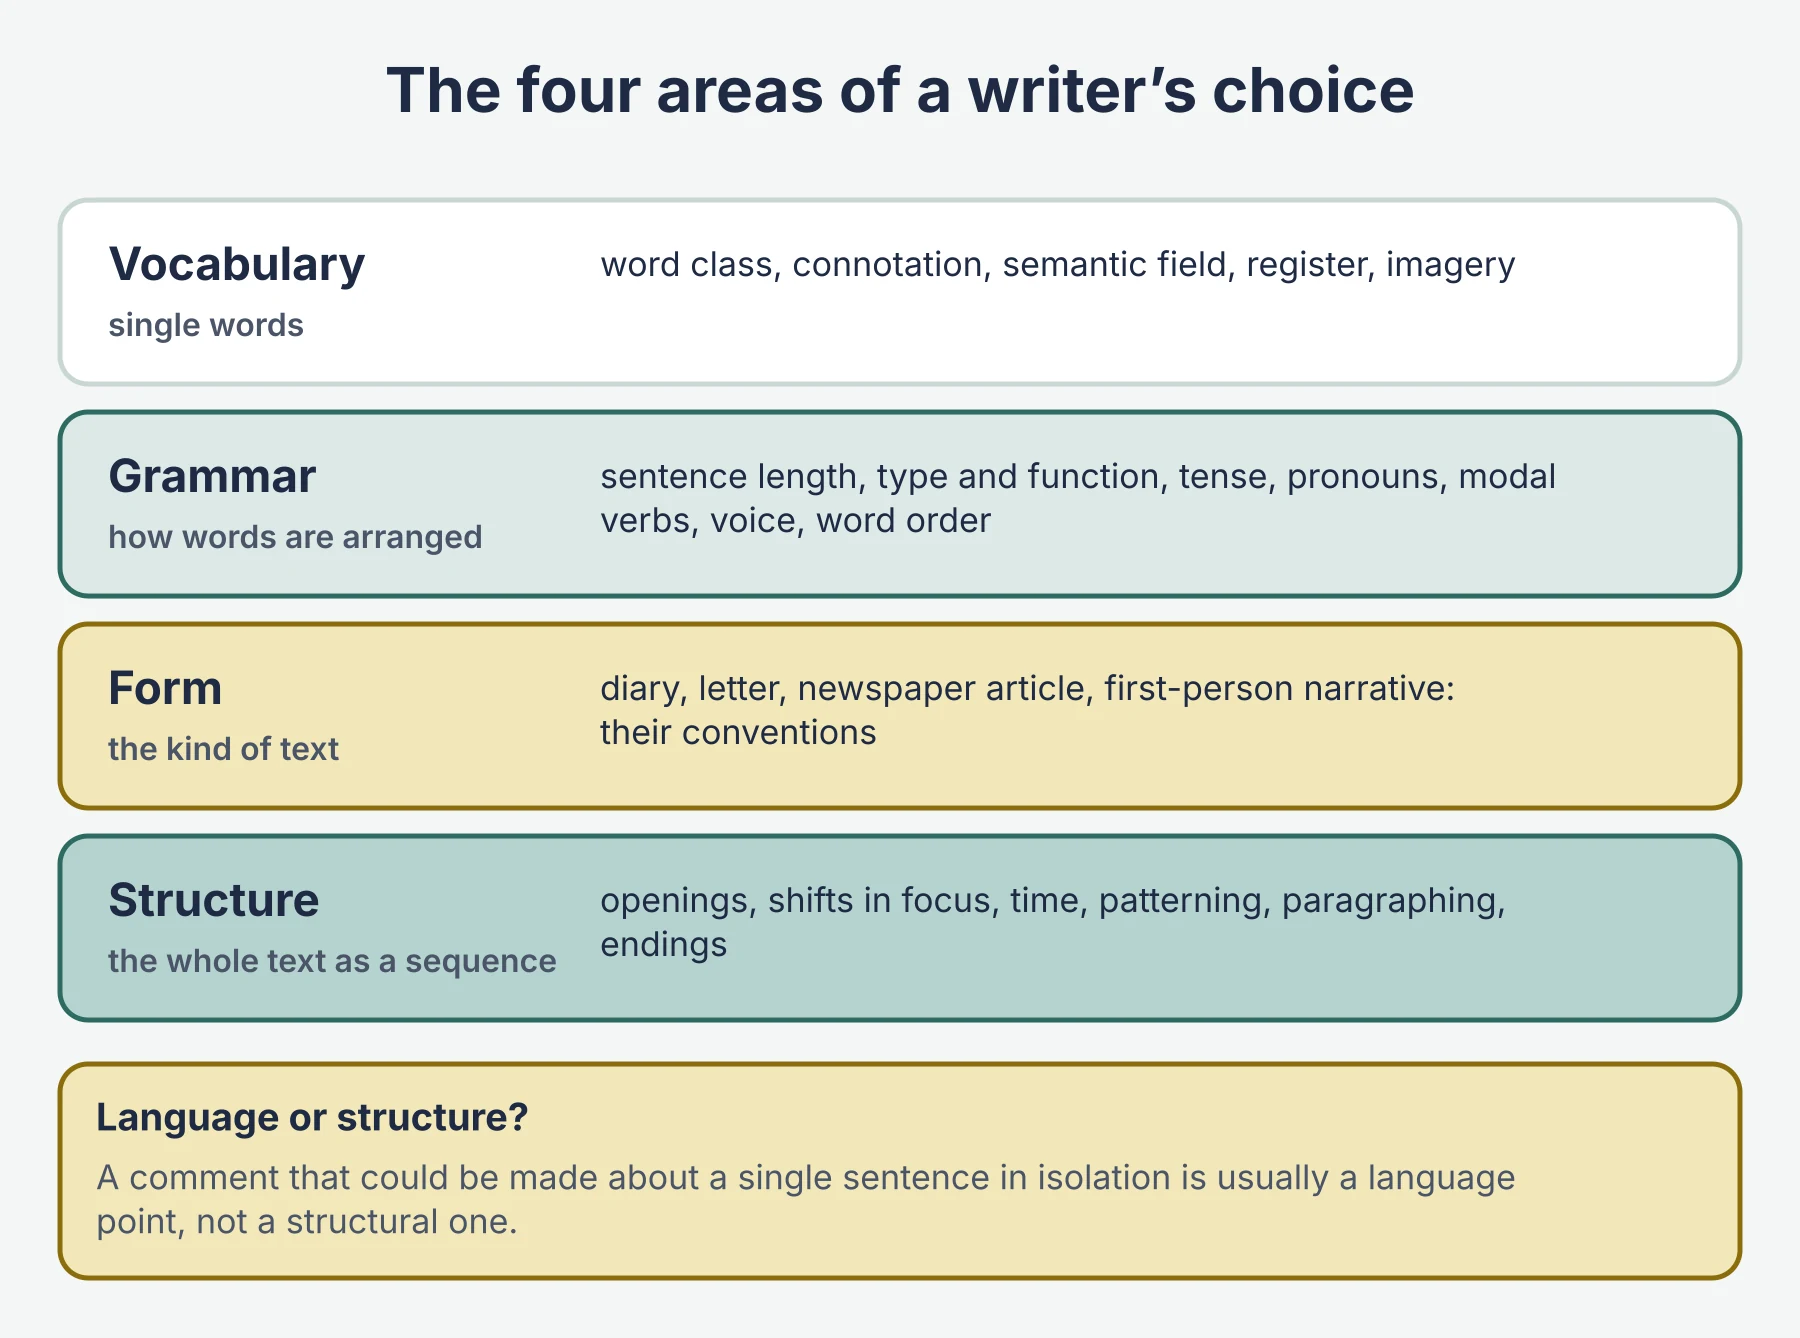 The four areas of a writer’s choice
Vocabulary
single words
word class, connotation, semantic field, register, imagery
Grammar
how words are arranged
sentence length, type and function, tense, pronouns, modal
verbs, voice, word order
Form
the kind of text
diary, letter, newspaper article, first-person narrative:
their conventions
Structure
the whole text as a sequence
openings, shifts in focus, time, patterning, paragraphing,
endings
Language or structure?
A comment that could be made about a single sentence in isolation is usually a language
point, not a structural one.